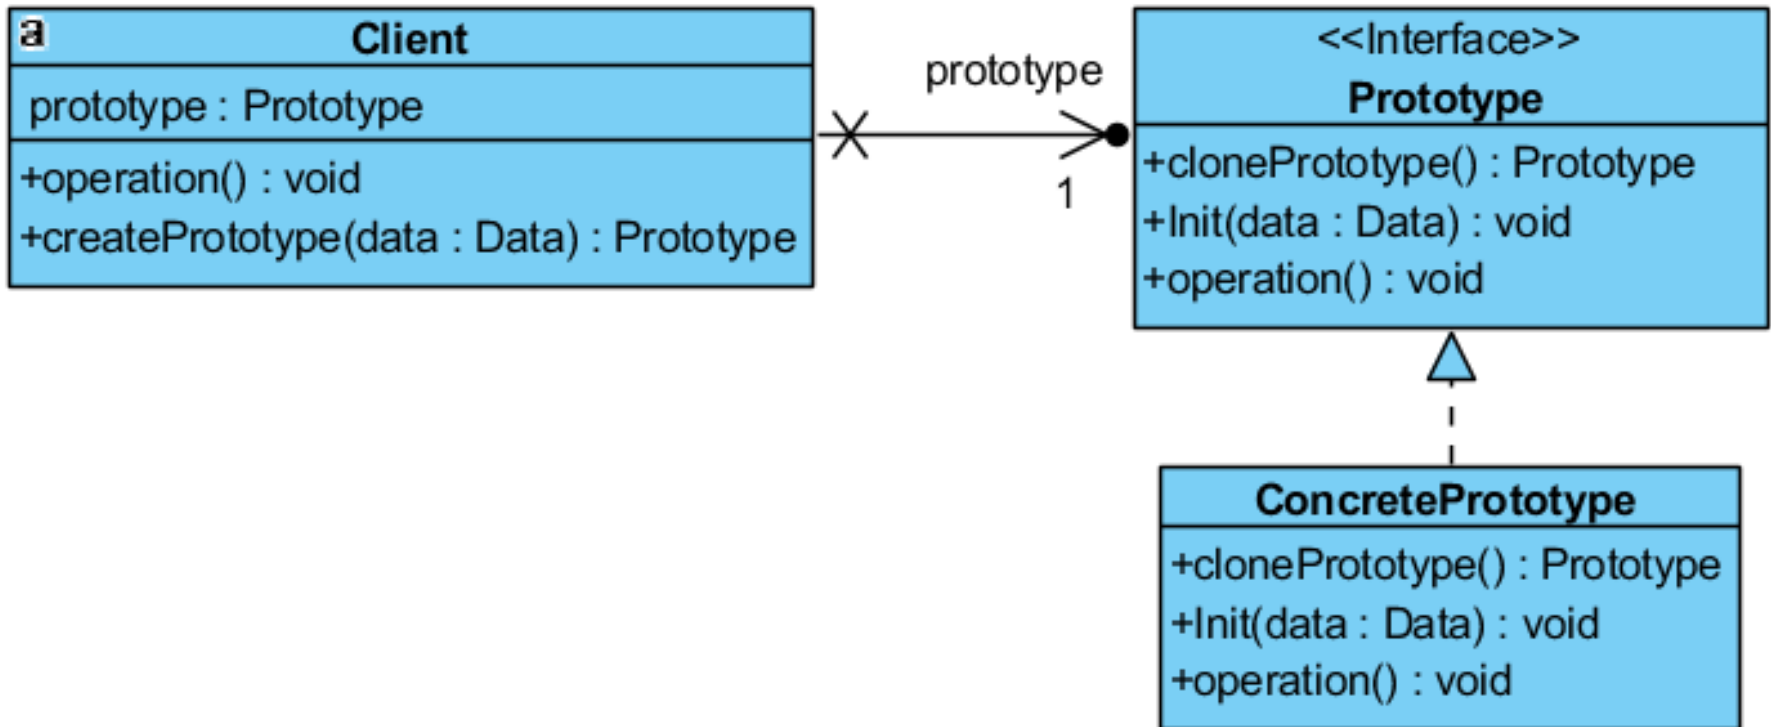 a
Client
prototype : Prototype
+operation() : void
+createPrototype(data : Data) : Prototype
prototype
1
<<Interface>>
Prototype
+clonePrototype() : Prototype
+Init(data : Data) : void
+operation() : void
ConcretePrototype
+clonePrototype() : Prototype
+Init(data : Data) : void
+operation() : void